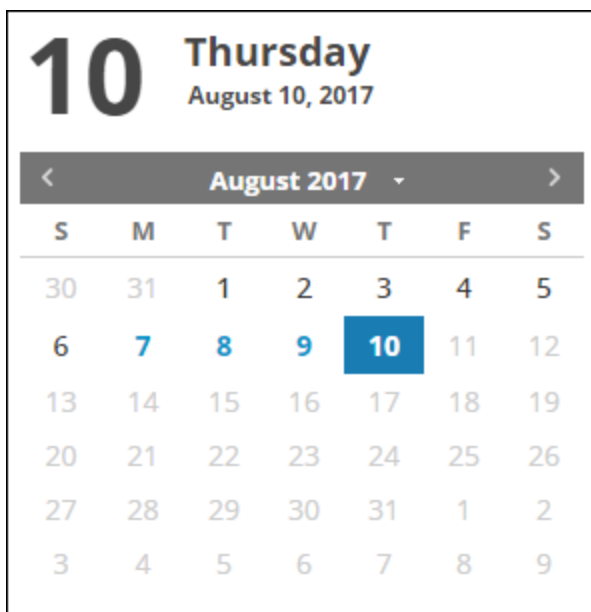 10
Thursday
August 10, 2017
August 2017
S M T W T F S
30 31 1 2 3 4 5
6 7 8 9 10 11 12
13 14 15 16 17 18 19
20 21 22 23 24 25 26
27 28 29 30 31 1 2
3 4 5 6 7 8 9